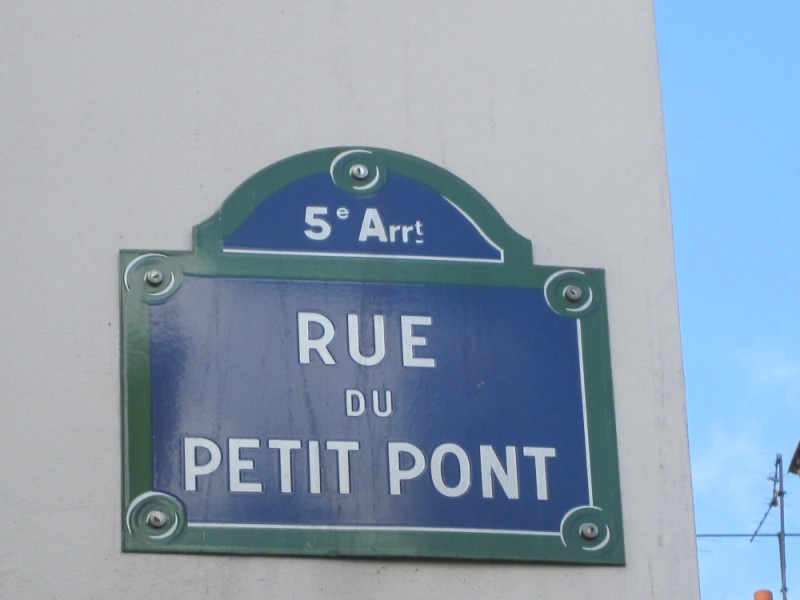 5e Arrt
RUE
DU
PETIT PONT